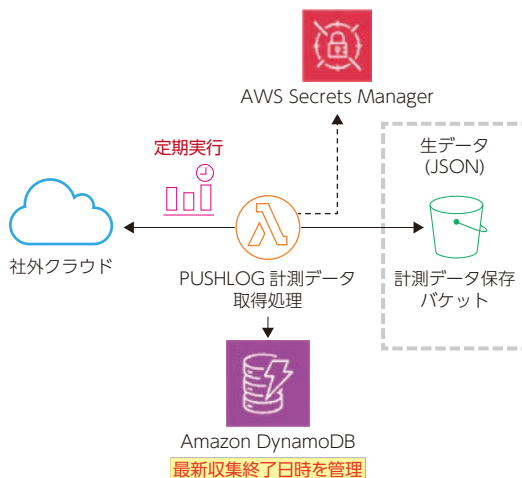 AWS Secrets Manager
定期実行
生データ
(JSON)
社外クラウド
PUSHLOG 計測データ
取得処理
計測データ保存
バケット
Amazon DynamoDB
最新収集終了日時を管理